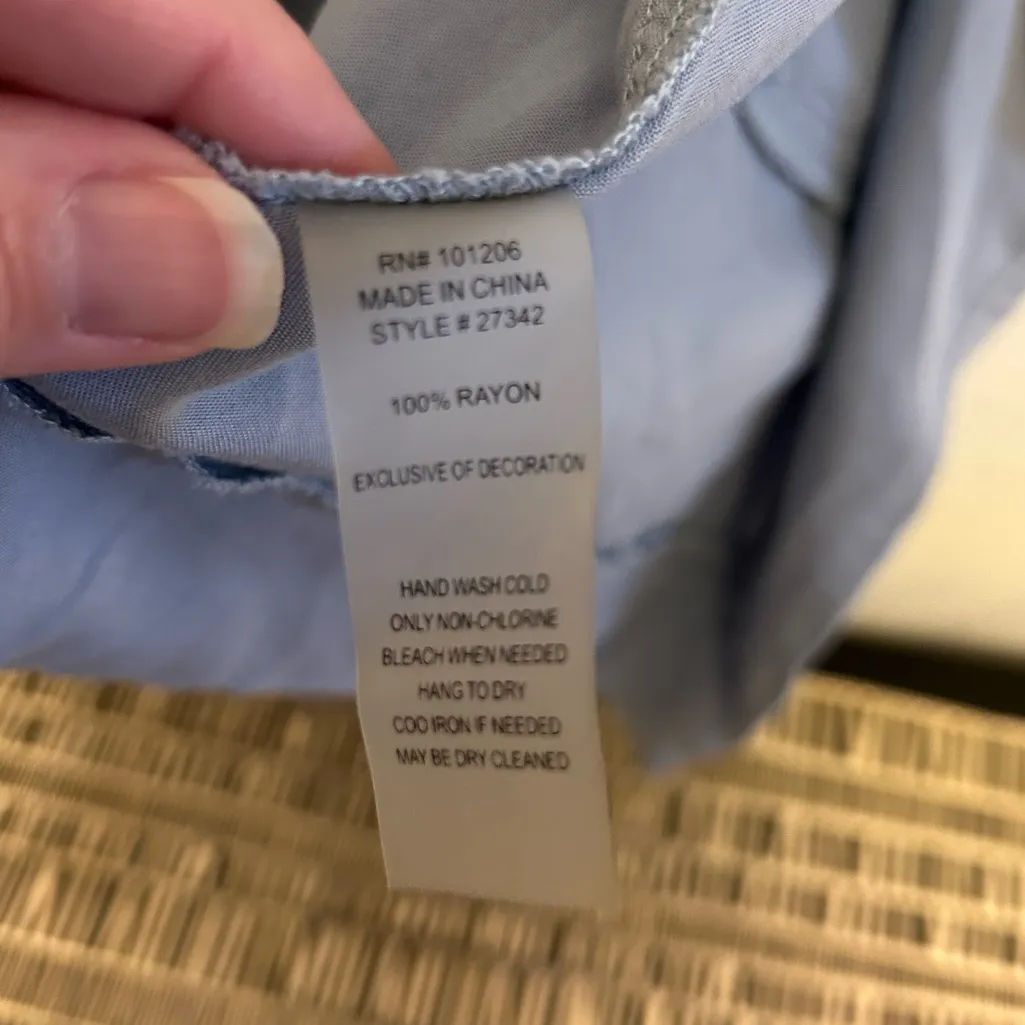 RN# 101206
MADE IN CHINA
STYLE # 27342
100% RAYON
EXCLUSIVE OF DECORATION
HAND WASH COLD
ONLY NON-CHLORINE
BLEACH WHEN NEEDED
HANG TO DRY
COO IRON IF NEEDED
MAY BE DRY CLEANED